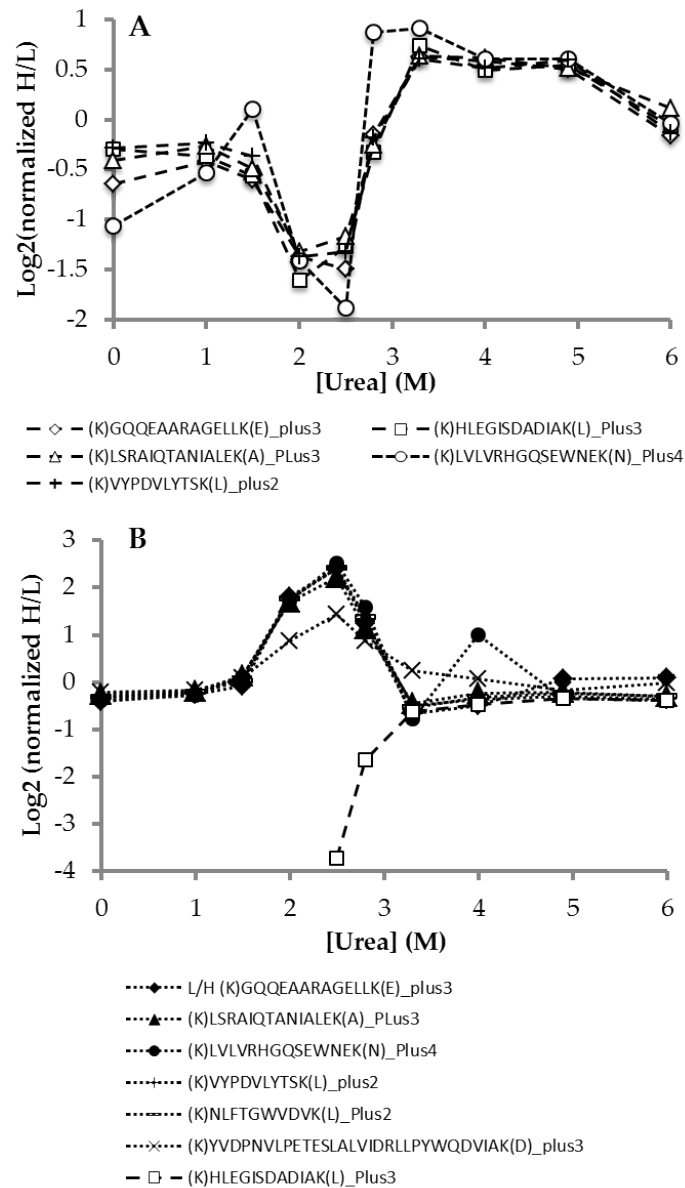 A
Log2(normalized H/L)
1
0.5
0
-0.5
-1
-1.5
-2
0 1 2 3 4 5 6
[Urea] (M)
(K)GQQEAARAGELLK(E)_plus3 (K)HLEGISDADIAK(L)_Plus3
(K)LSRAIQTANIALEK(A)_PLus3 (K)LVLVRHGQSEWNEK(N)_Plus4
(K)VYPDVLYTSK(L)_plus2
B
Log2 (normalized H/L)
3
2
1
0
-1
-2
-3
-4
0 1 2 3 4 5 6
[Urea] (M)
L/H (K)GQQEAARAGELLK(E)_plus3
(K)LSRAIQTANIALEK(A)_PLus3
(K)LVLVRHGQSEWNEK(N)_Plus4
(K)VYPDVLYTSK(L)_plus2
(K)NLFTGWVDVK(L)_Plus2
(K)YVDPNVLPETESLALVIDRLLPYWQDVIAK(D)_plus3
(K)HLEGISDADIAK(L)_Plus3